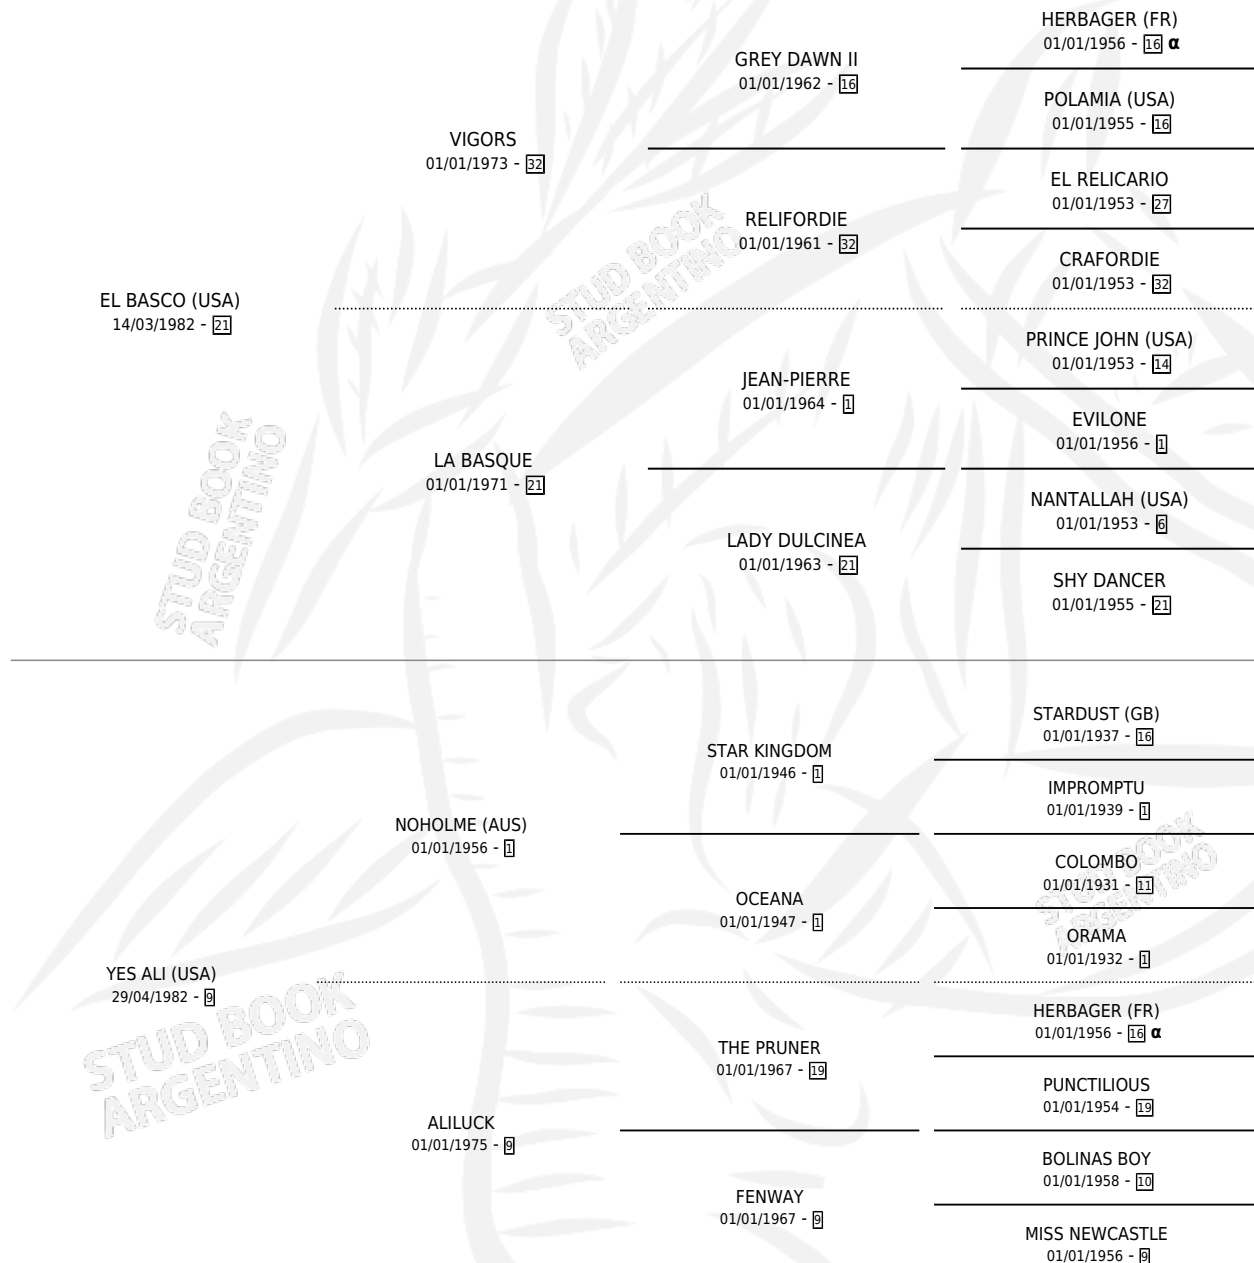 HERBAGER (FR)
01/01/1956 - 16 α
GREY DAWN II
01/01/1962 - 16
POLAMIA (USA)
01/01/1955 - 16
VIGORS
01/01/1973 - 32
EL RELICARIO
01/01/1953 - 27
RELIFORDIE
01/01/1961 - 32
CRAFORDIE
01/01/1953 - 32
EL BASCO (USA)
14/03/1982 - 21
PRINCE JOHN (USA)
01/01/1953 - 14
JEAN-PIERRE
01/01/1964 - 1
EVILONE
01/01/1956 - 1
LA BASQUE
01/01/1971 - 21
NANTALLAH (USA)
01/01/1953 - 6
LADY DULCINEA
01/01/1963 - 21
SHY DANCER
01/01/1955 - 21
STARDUST (GB)
01/01/1937 - 16
STAR KINGDOM
01/01/1946 - 1
IMPROMPTU
01/01/1939 - 1
NOHOLME (AUS)
01/01/1956 - 1
COLOMBO
01/01/1931 - 11
OCEANA
01/01/1947 - 1
ORAMA
01/01/1932 - 1
YES ALI (USA)
29/04/1982 - 9
HERBAGER (FR)
01/01/1956 - 16 α
THE PRUNER
01/01/1967 - 19
PUNCTILIOUS
01/01/1954 - 19
ALILUCK
01/01/1975 - 9
BOLINAS BOY
01/01/1958 - 10
FENWAY
01/01/1967 - 9
MISS NEWCASTLE
01/01/1956 - 9
STUD BOOK
ARGENTINO
STUD BOOK
ARGENTINO
STUD BOOK
ARGENTINO
STUD BOOK
ARGENTINO